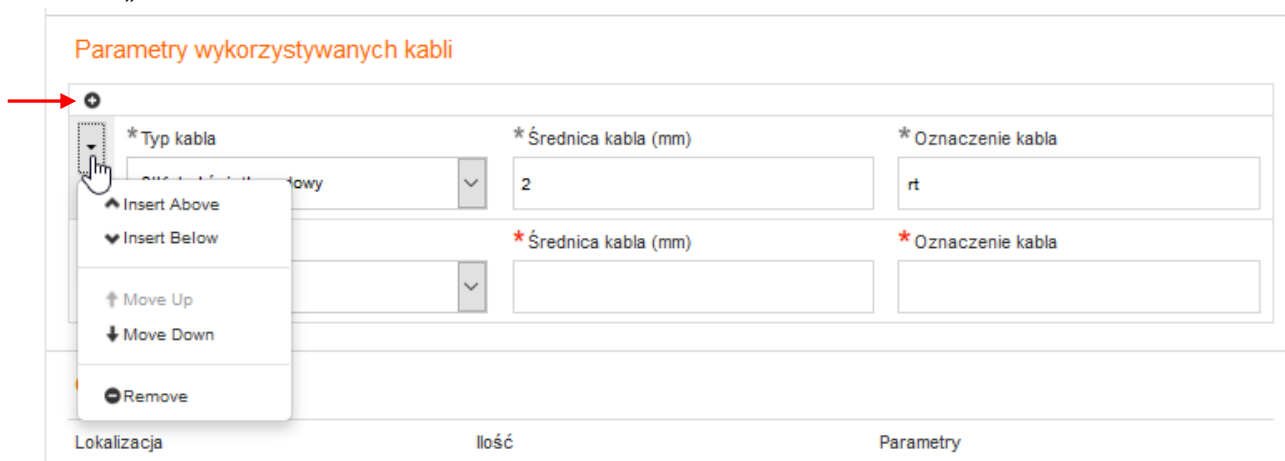 „
Parametry wykorzystywanych kabli
* Typ kabla * Średnica kabla (mm) * Oznaczenie kabla
2 rt
Insert Above
Insert Below
* Średnica kabla (mm) * Oznaczenie kabla
Move Up
Move Down
Remove
Lokalizacja Ilość Parametry